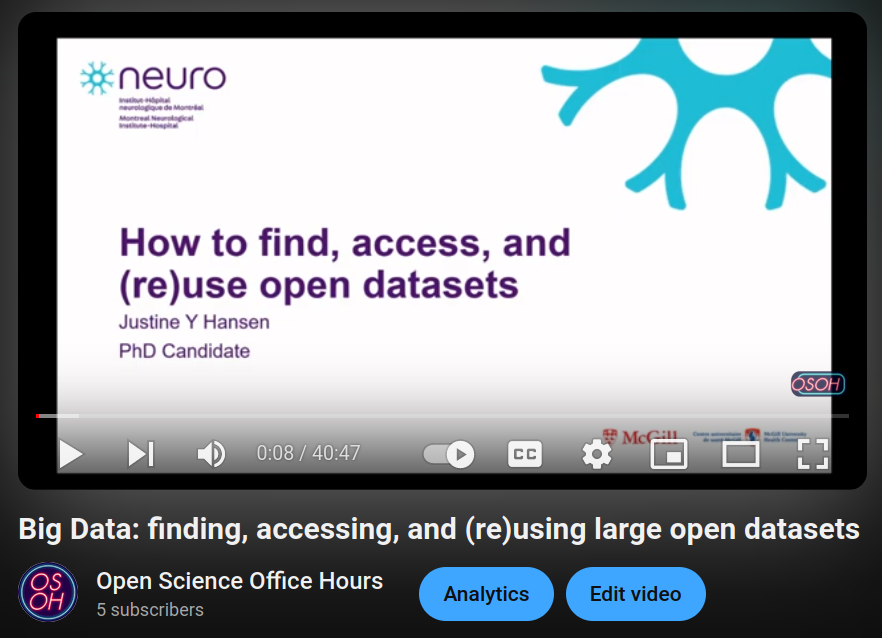 neuro
Institut-Hôpital
neurologique de Montréal
Montreal Neurological
Institute-Hospital
How to find, access, and
(re)use open datasets
Justine Y Hansen
PhD Candidate
OSOH
McGill
0:08 / 40:47
CC
Big Data: finding, accessing, and (re)using large open datasets
OS
OH
Open Science Office Hours
5 subscribers
Analytics
Edit video